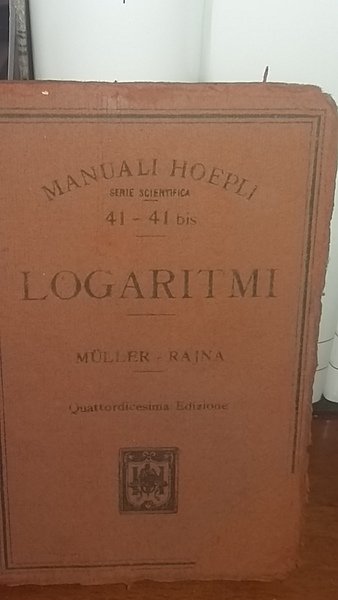 MANUALI HOEPLI
SERIE SCIENTIFICA
41 - 41 bis
LOGARITMI
MÜLLER - RAJNA
Quattordicesima Edizione